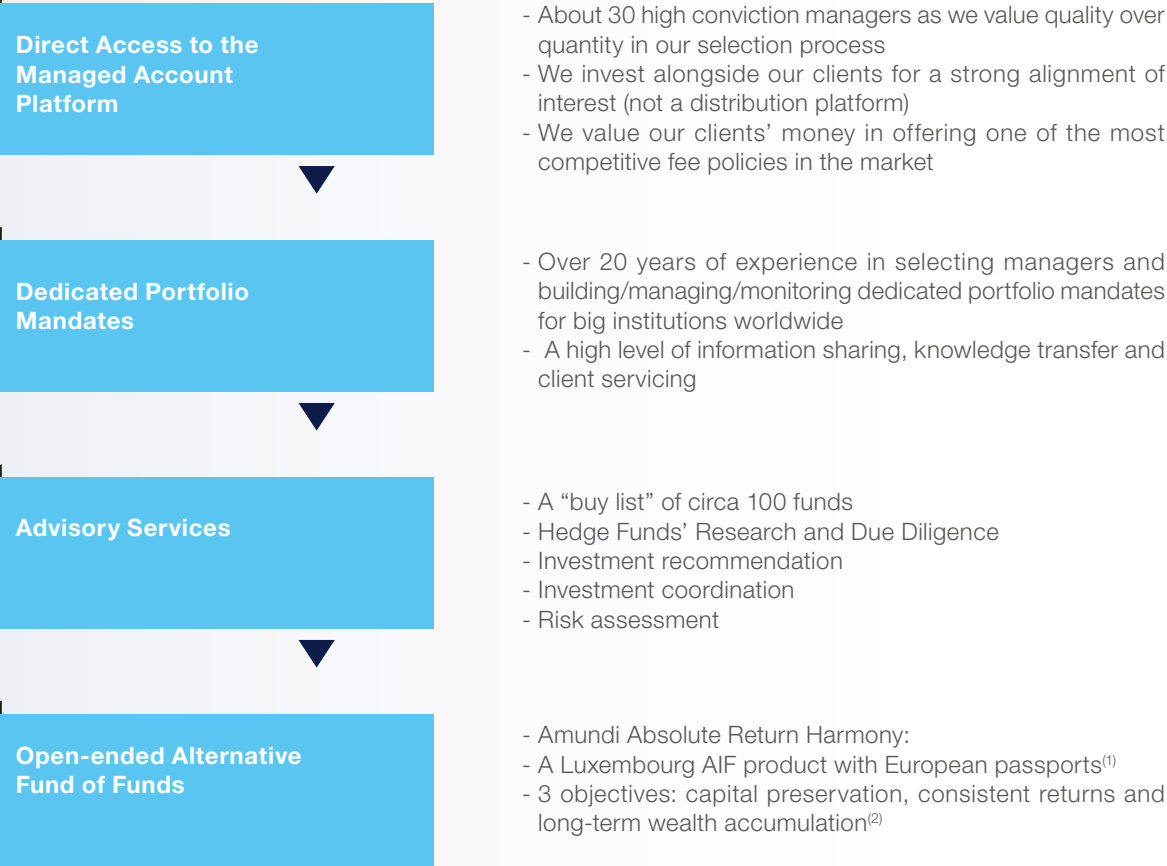 Direct Access to the
Managed Account
Platform
- About 30 high conviction managers as we value quality over
quantity in our selection process
- We invest alongside our clients for a strong alignment of
interest (not a distribution platform)
- We value our clients’ money in offering one of the most
competitive fee policies in the market
Dedicated Portfolio
Mandates
- Over 20 years of experience in selecting managers and
building/managing/monitoring dedicated portfolio mandates
for big institutions worldwide
- A high level of information sharing, knowledge transfer and
client servicing
Advisory Services
- A “buy list” of circa 100 funds
- Hedge Funds’ Research and Due Diligence
- Investment recommendation
- Investment coordination
- Risk assessment
Open-ended Alternative
Fund of Funds
- Amundi Absolute Return Harmony:
- A Luxembourg AIF product with European passports(1)
- 3 objectives: capital preservation, consistent returns and
long-term wealth accumulation(2)